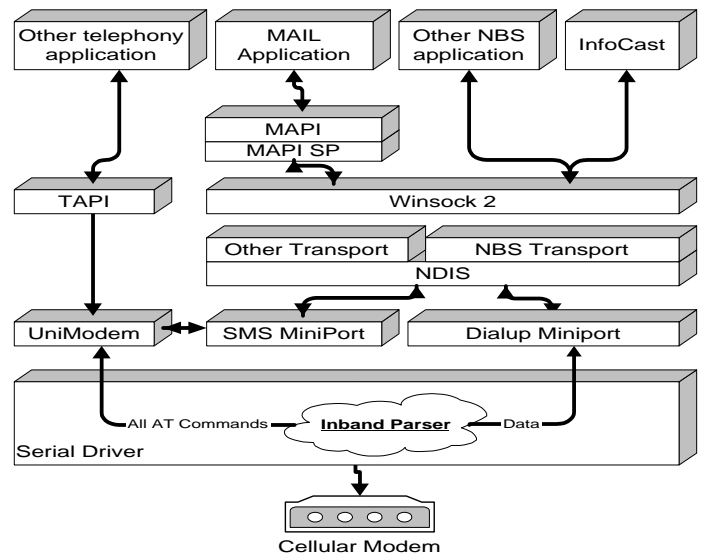 Other telephony
application
MAIL
Application
Other NBS
application
InfoCast
MAPI
MAPI SP
TAPI
Winsock 2
Other Transport
NBS Transport
NDIS
UniModem
SMS MiniPort
Dialup Miniport
All AT Commands
Inband Parser
Data
Serial Driver
Cellular Modem